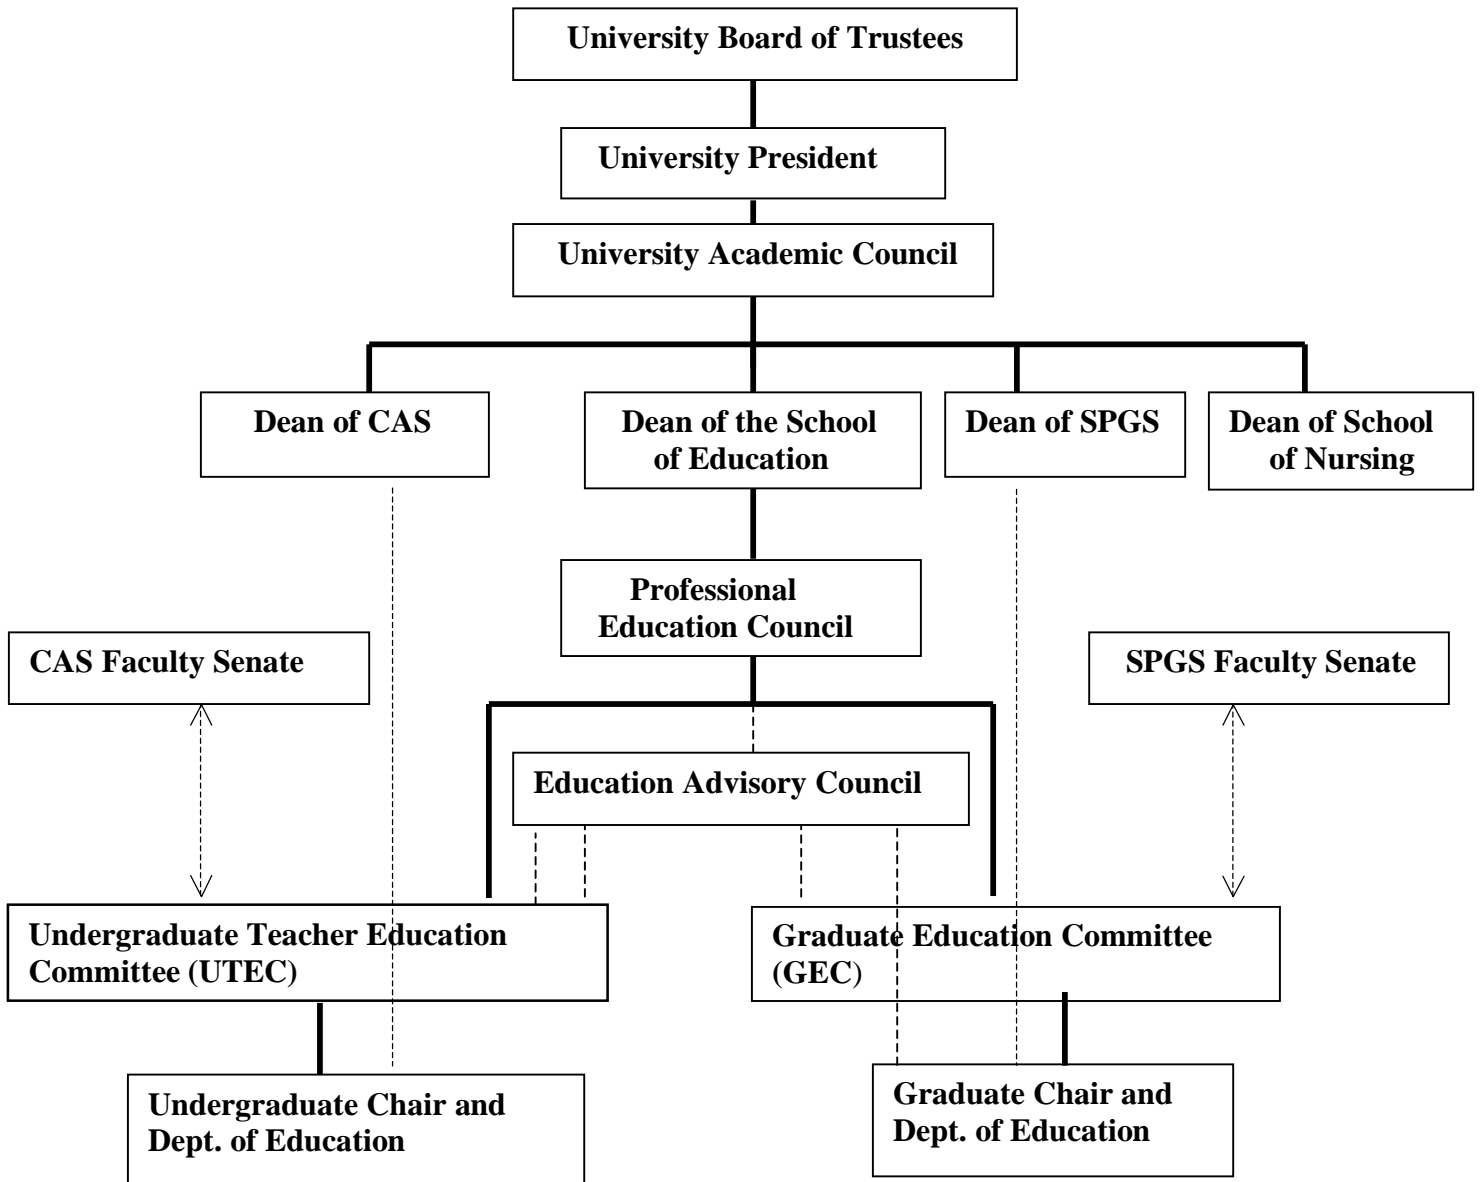 University Board of Trustees
University President
University Academic Council
Dean of CAS
Dean of the School
of Education
Dean of SPGS
Dean of School
of Nursing
Professional
Education Council
CAS Faculty Senate
SPGS Faculty Senate
Education Advisory Council
Undergraduate Teacher Education
Committee (UTEC)
Graduate Education Committee
(GEC)
Undergraduate Chair and
Dept. of Education
Graduate Chair and
Dept. of Education